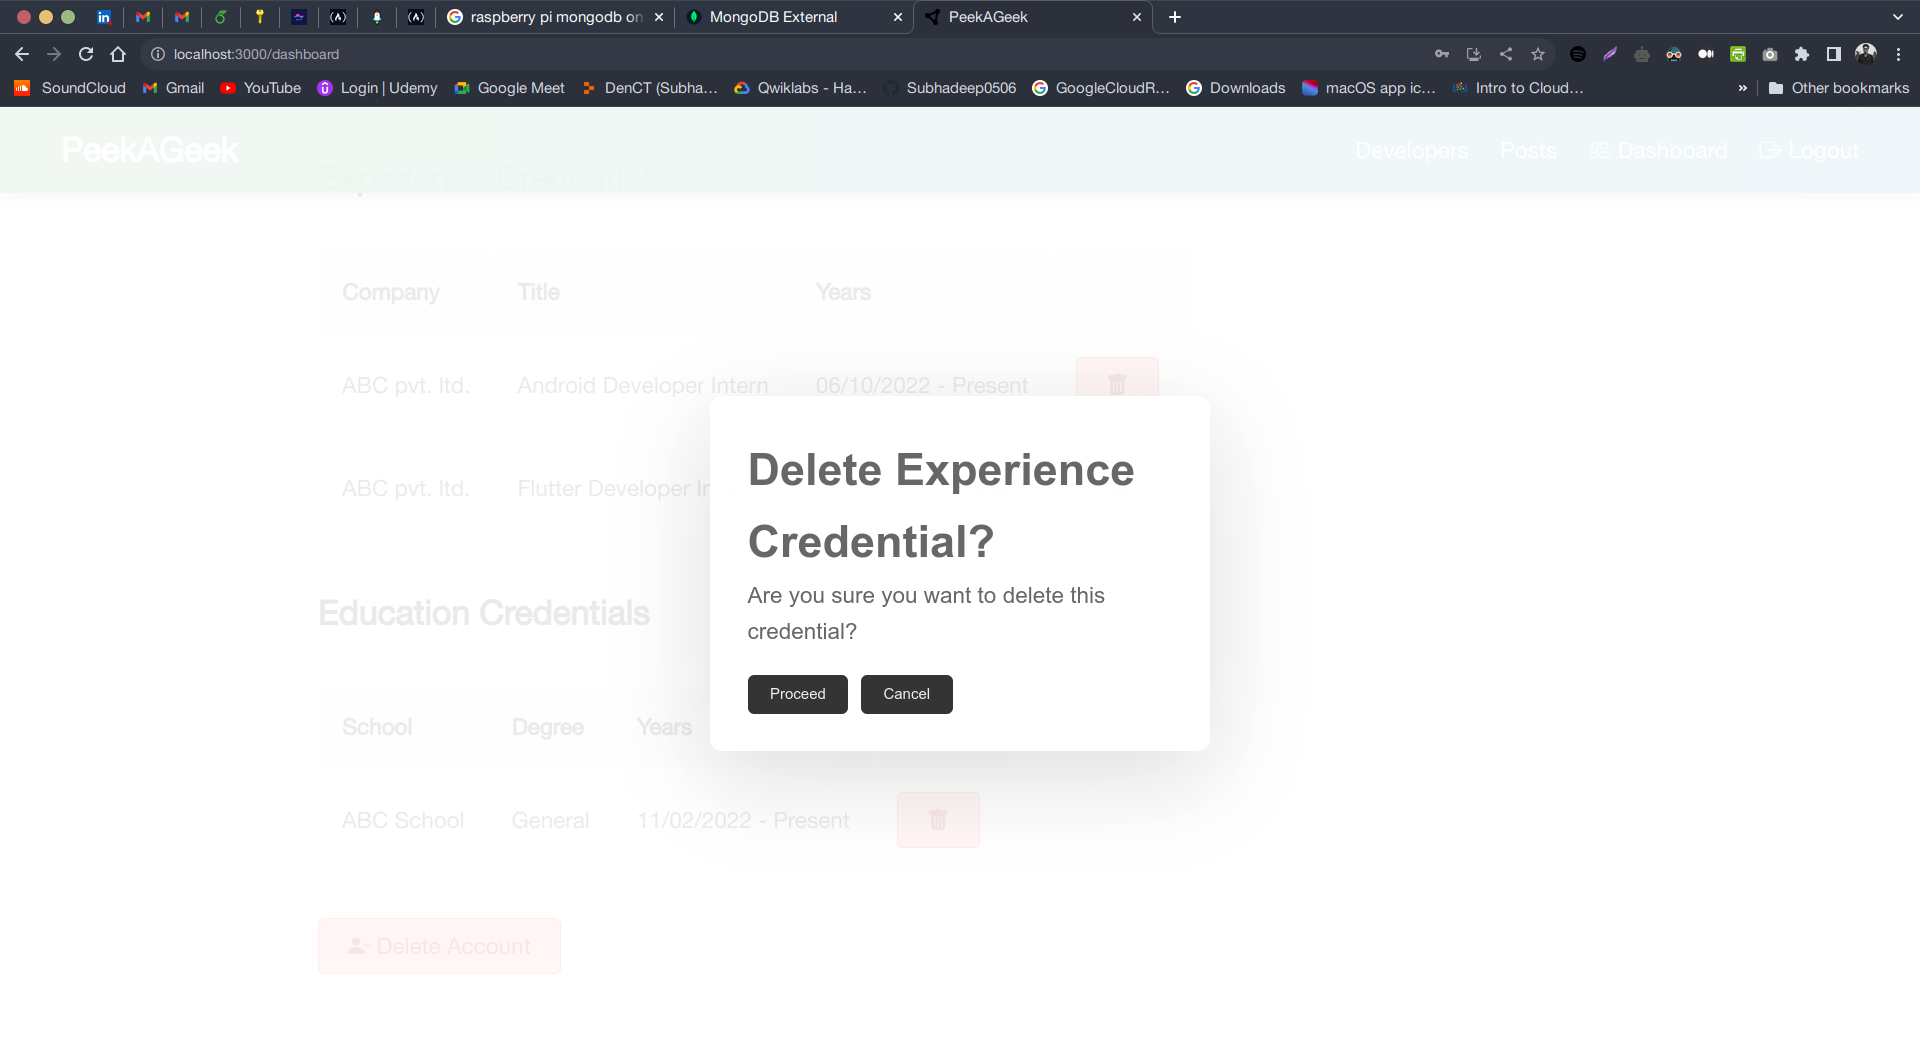 raspberry pi mongodb on
MongoDB External
PeekAGeek
localhost:3000/dashboard
SoundCloud
Gmail
YouTube
Login | Udemy
Google Meet
DenCT (Subha...
Qwiklabs - Ha...
Subhadeep0506
GoogleCloudR...
Downloads
macOS app ic...
Intro to Cloud...
»
Other bookmarks
PeekAGeek
Developers
Posts
Dashboard
Logout
Experience Credentials
Company Title Years
ABC pvt. ltd. Android Developer Intern 06/10/2022 - Present
ABC pvt. ltd. Flutter Developer
Delete Experience
Credential?
Are you sure you want to delete this
credential?
Proceed
Cancel
Education Credentials
School Degree Years
ABC School General 11/02/2022 - Present
Delete Account